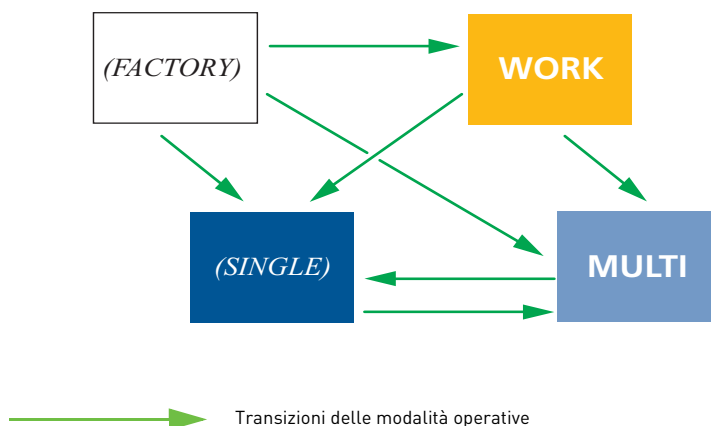 (FACTORY)
WORK
(SINGLE)
MULTI
Transizioni delle modalità operative